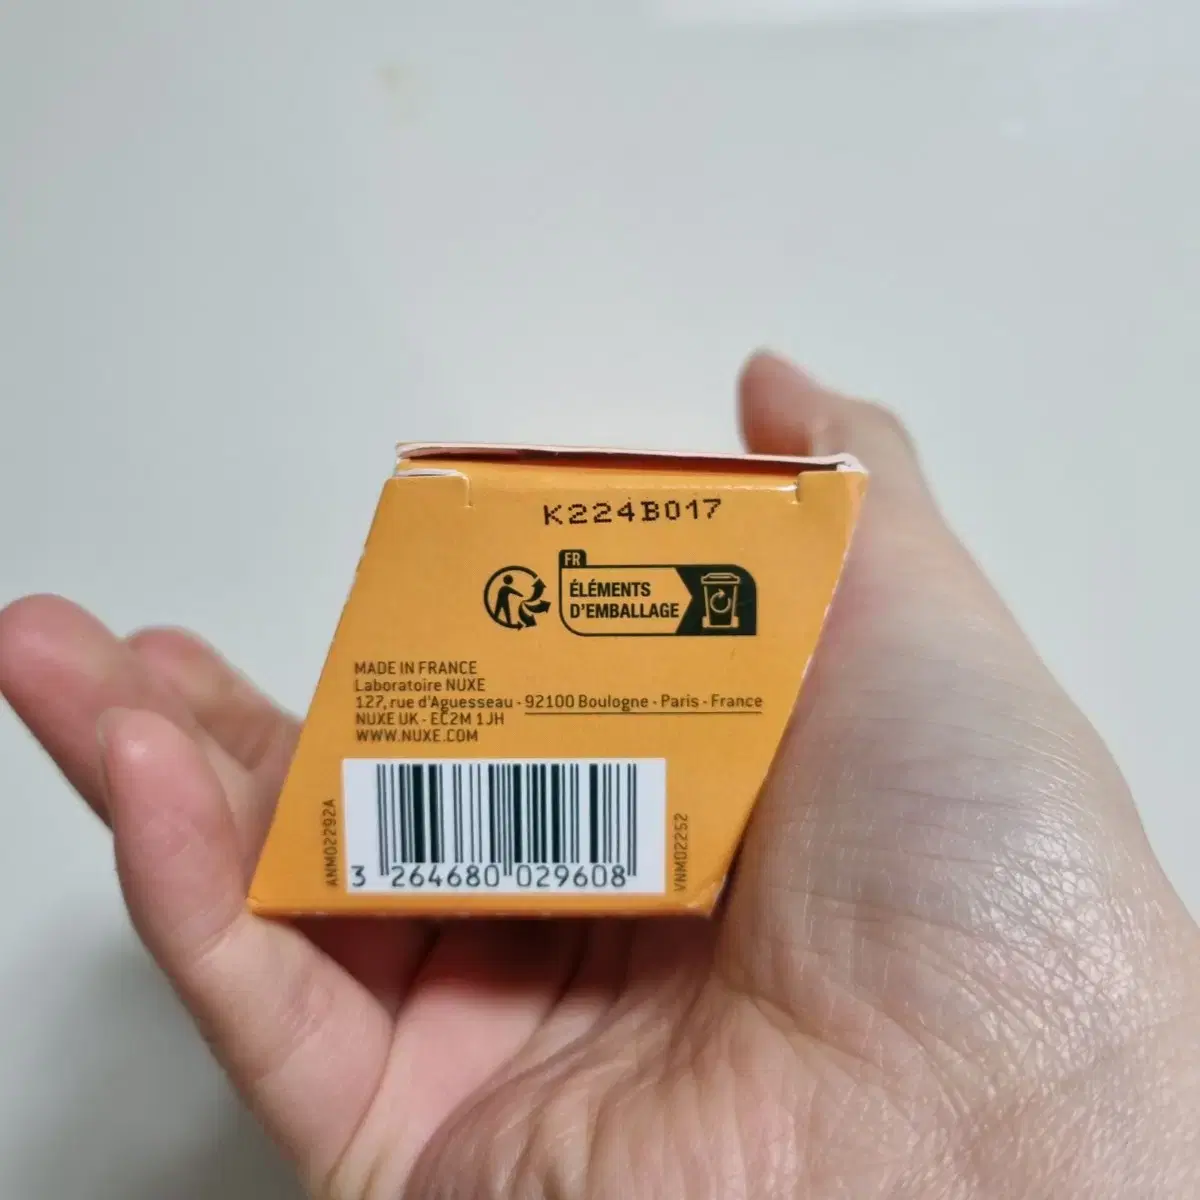 K224B017
FR
ÉLÉMENTS
D'EMBALLAGE
MADE IN FRANCE
Laboratoire NUXE
127, rue d'Aguesseau - 92100 Boulogne - Paris - France
NUXE UK - EC2M 1JH
WWW.NUXE.COM
ANM02292A
VNM02252
3 264680 029608